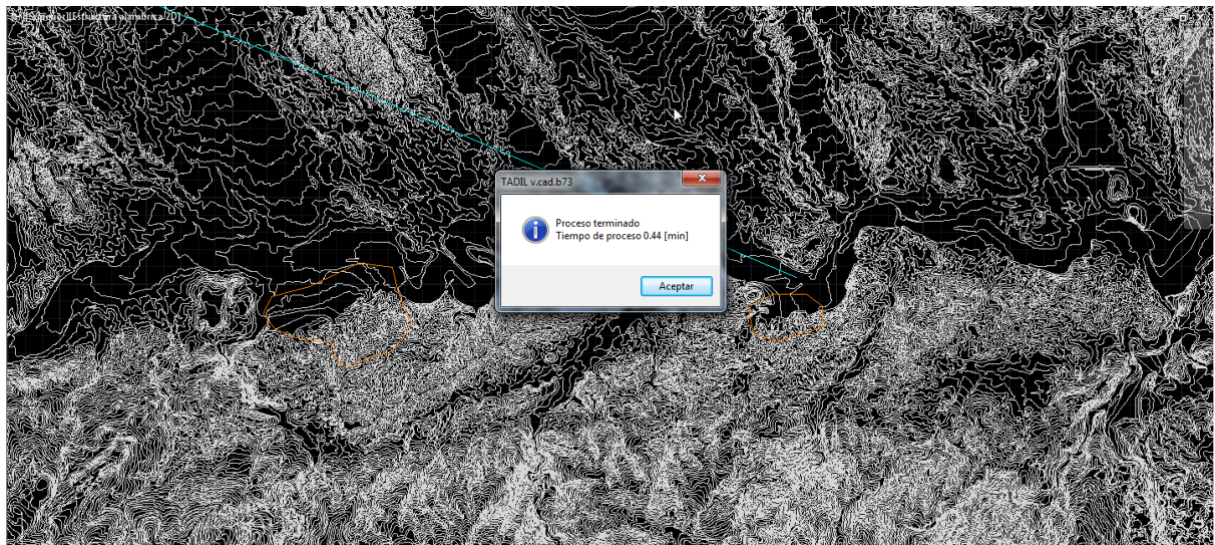 TADIL v.cad.b73
Proceso terminado
Tiempo de proceso 0.44 [min]
Aceptar